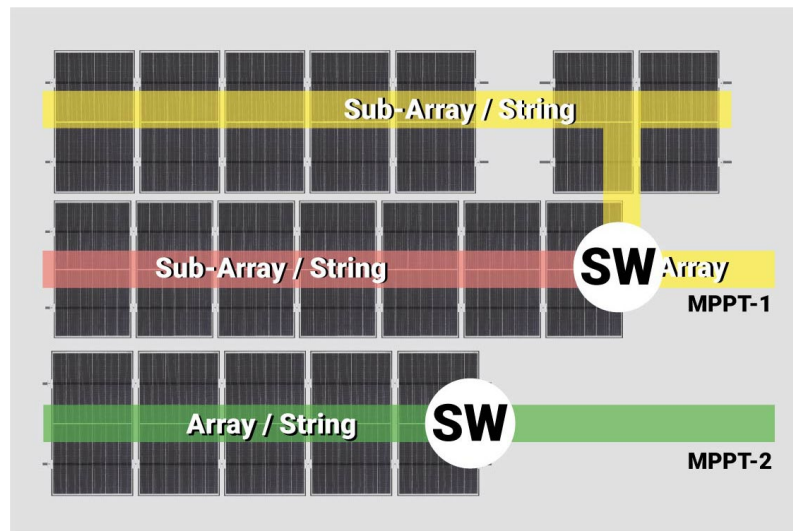 Sub-Array / String
Sub-Array / String
SW
Array
MPPT-1
Array / String
SW
MPPT-2